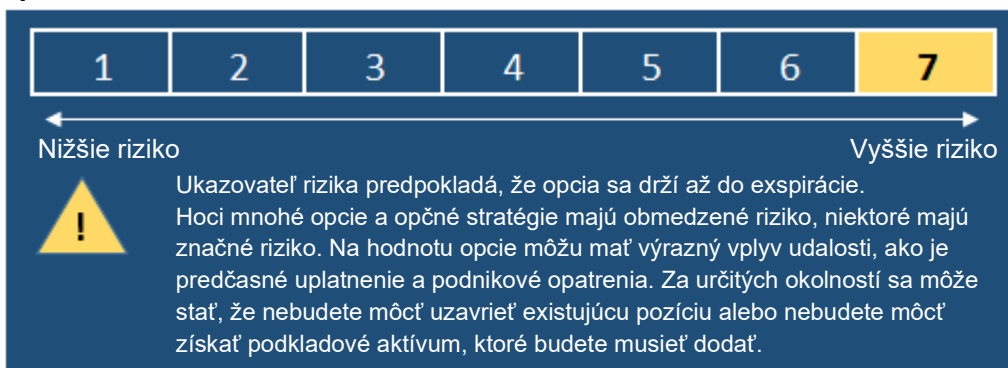 1 2 3 4 5 6 7
Nižšie riziko Vyššie riziko
Ukazovateľ rizika predpokladá, že opcia sa drží až do exspirácie.
! Hoci mnohé opcie a opčné stratégie majú obmedzené riziko, niektoré majú
značné riziko. Na hodnotu opcie môžu mať výrazný vplyv udalosti, ako je
predčasné uplatnenie a podnikové opatrenia. Za určitých okolností sa môže
stať, že nebudete môcť uzavrieť existujúcu pozíciu alebo nebudete môcť
získať podkladové aktívum, ktoré budete musieť dodať.